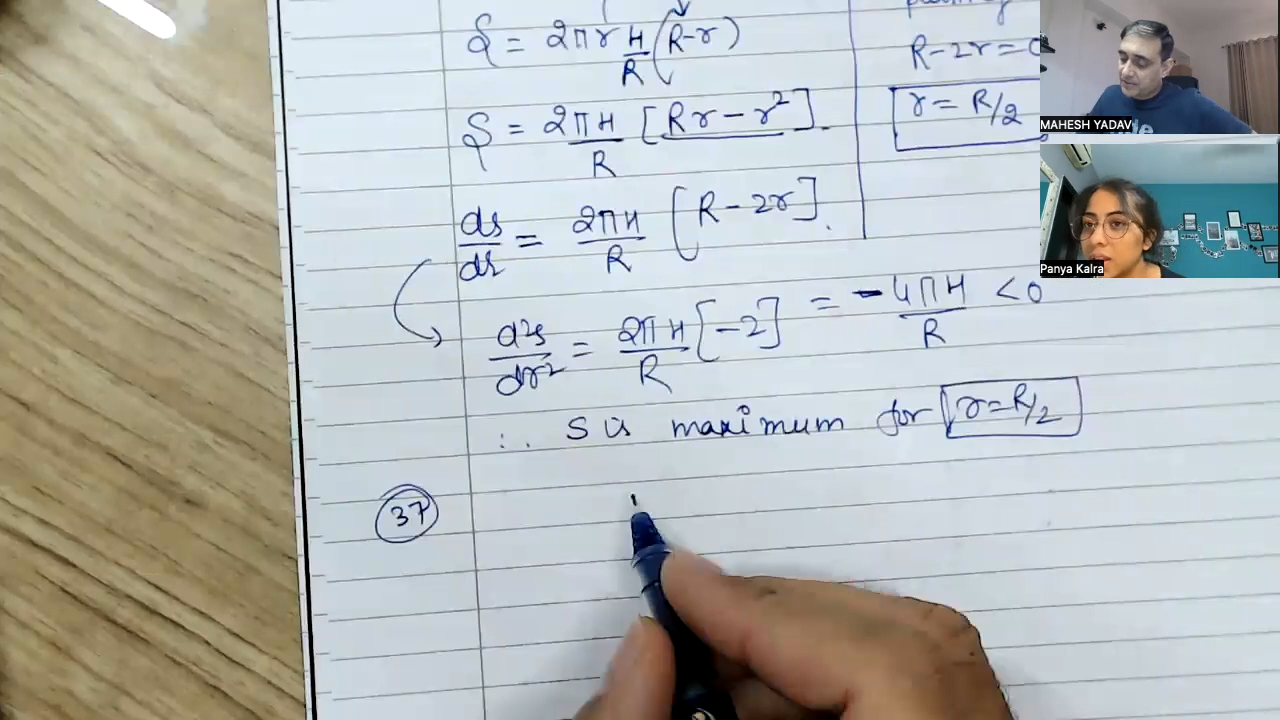 S = 2πr H/R (R-r)
S = 2πH/R [Rr - r²].
ds/dr = 2πH/R [R - 2r].
d²s/dr² = 2πH/R [-2] = -4πH/R < 0
∴ S is maximum for r = R/2
37
R - 2r = 0
r = R/2
MAHESH YADAV
Panya Kalra